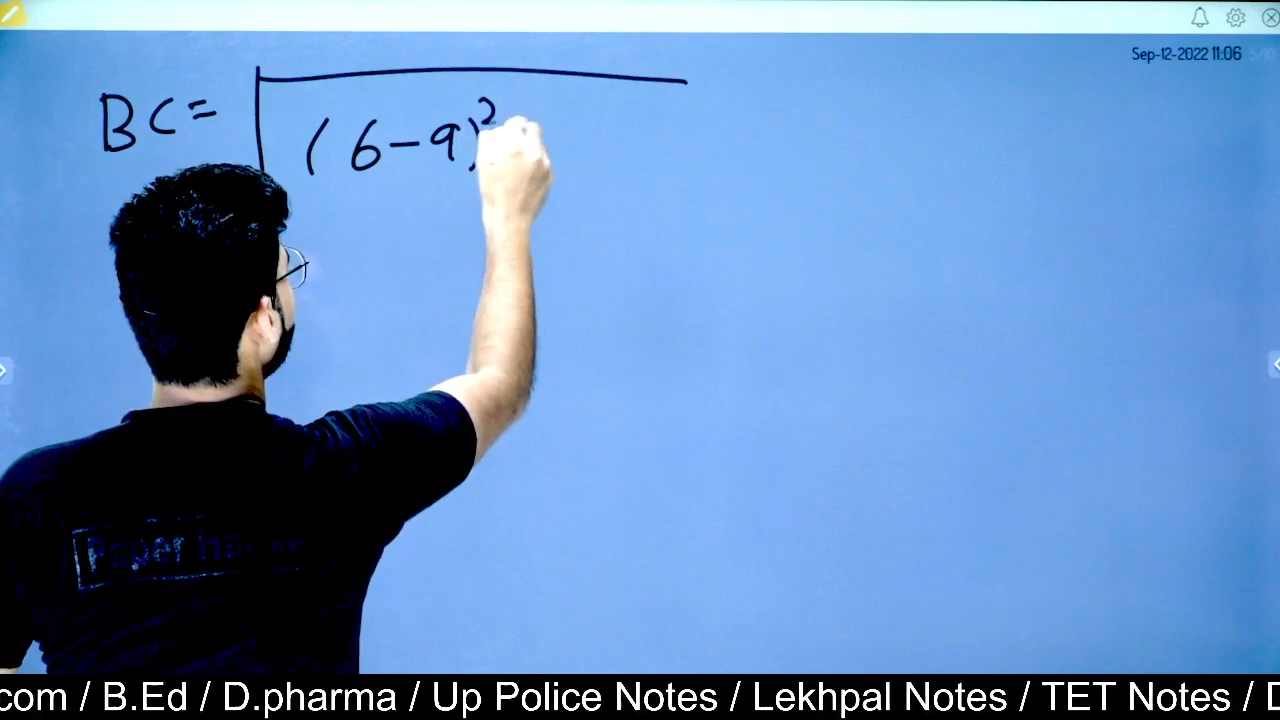 Sep-12-2022 11:06
BC= √(6-9)²
Paper
.com / B.Ed / D.pharma / Up Police Notes / Lekhpal Notes / TET Notes / D